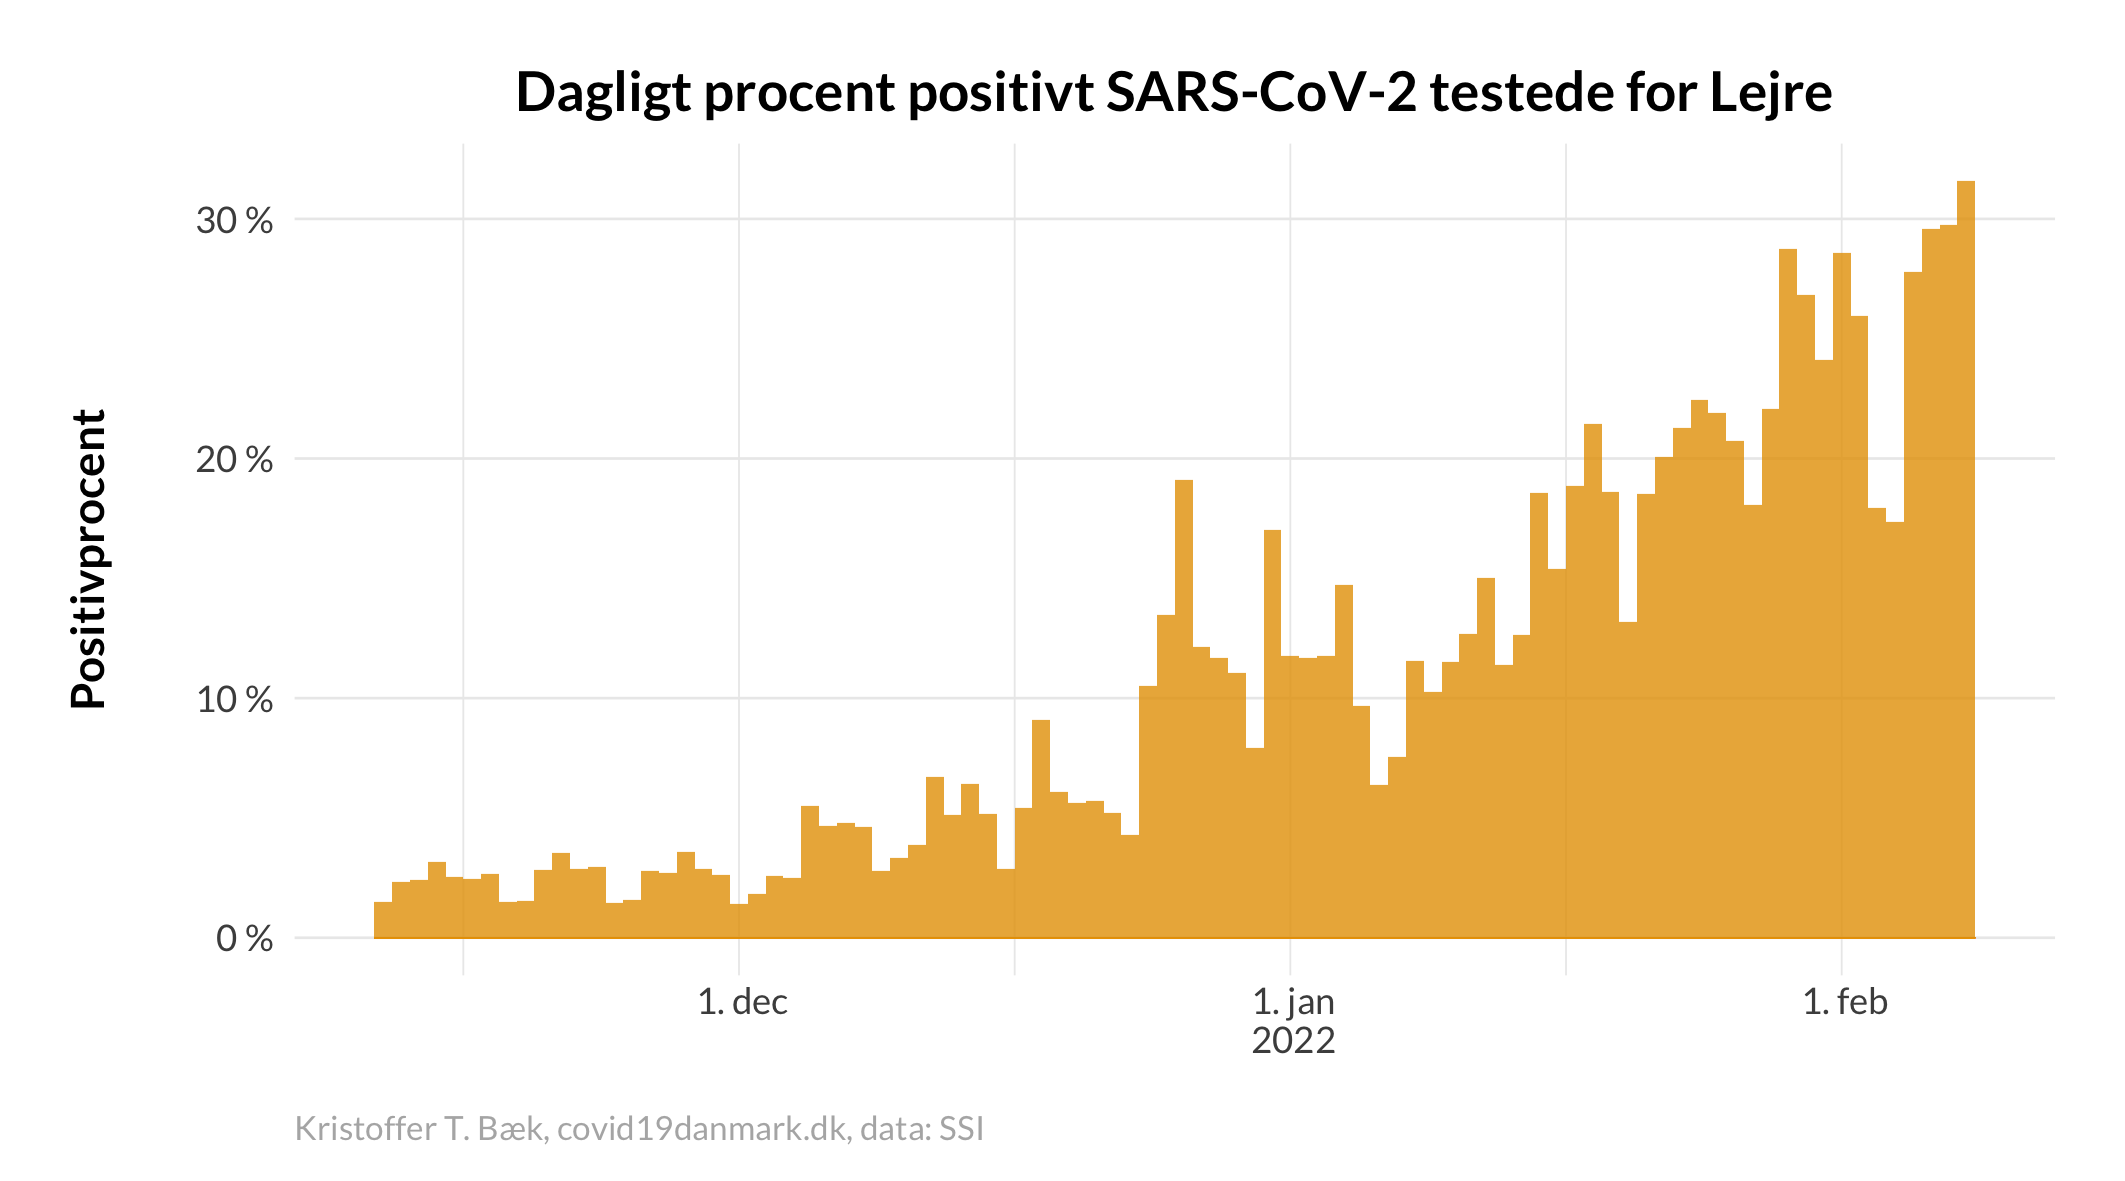 Dagligt procent positivt SARS-CoV-2 testede for Lejre
Positivprocent
30 %
20 %
10 %
0 %
1. dec
1. jan
2022
1. feb
Kristoffer T. Bæk, covid19danmark.dk, data: SSI